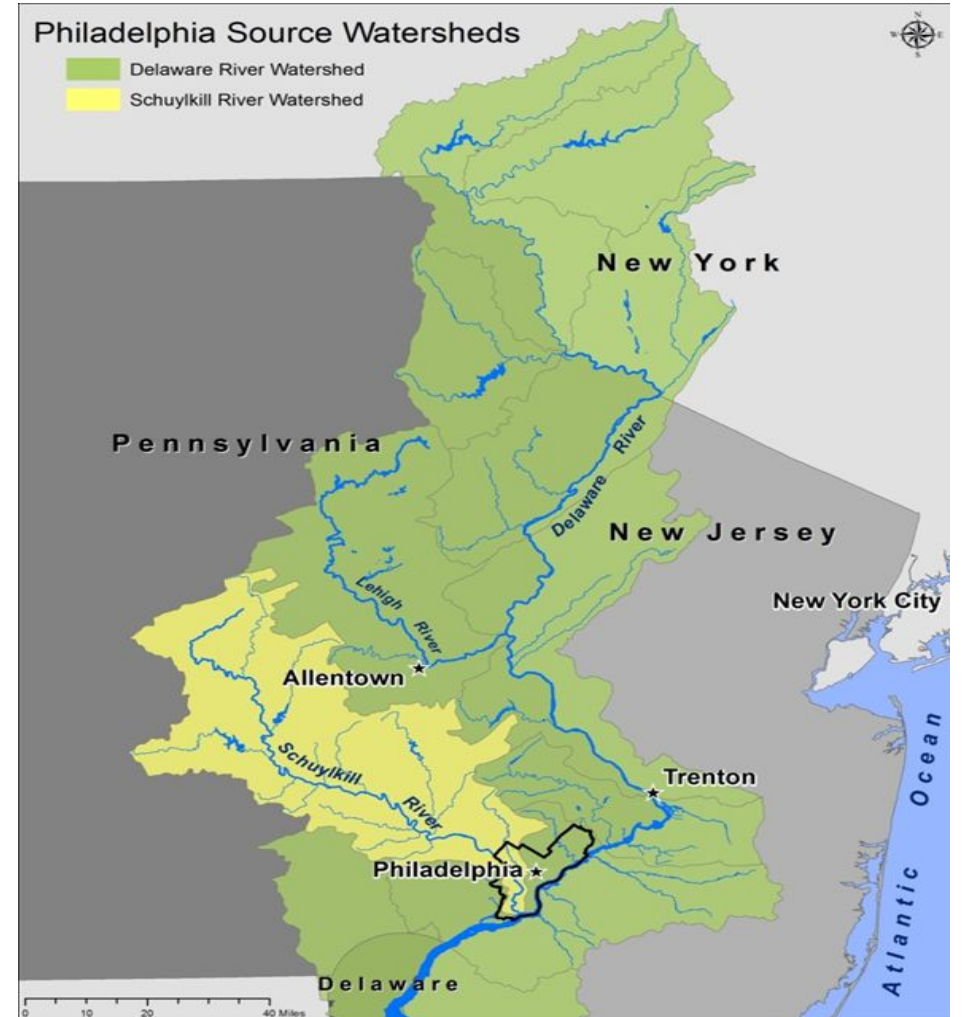 Philadelphia Source Watersheds
Delaware River Watershed
Schuylkill River Watershed
N
W
E
S
New York
Pennsylvania
Delaware River
New Jersey
New York City
Lehigh River
Allentown
Schuylkill River
Trenton
Philadelphia
Atlantic Ocean
Delaware
0 10 20 40 Miles